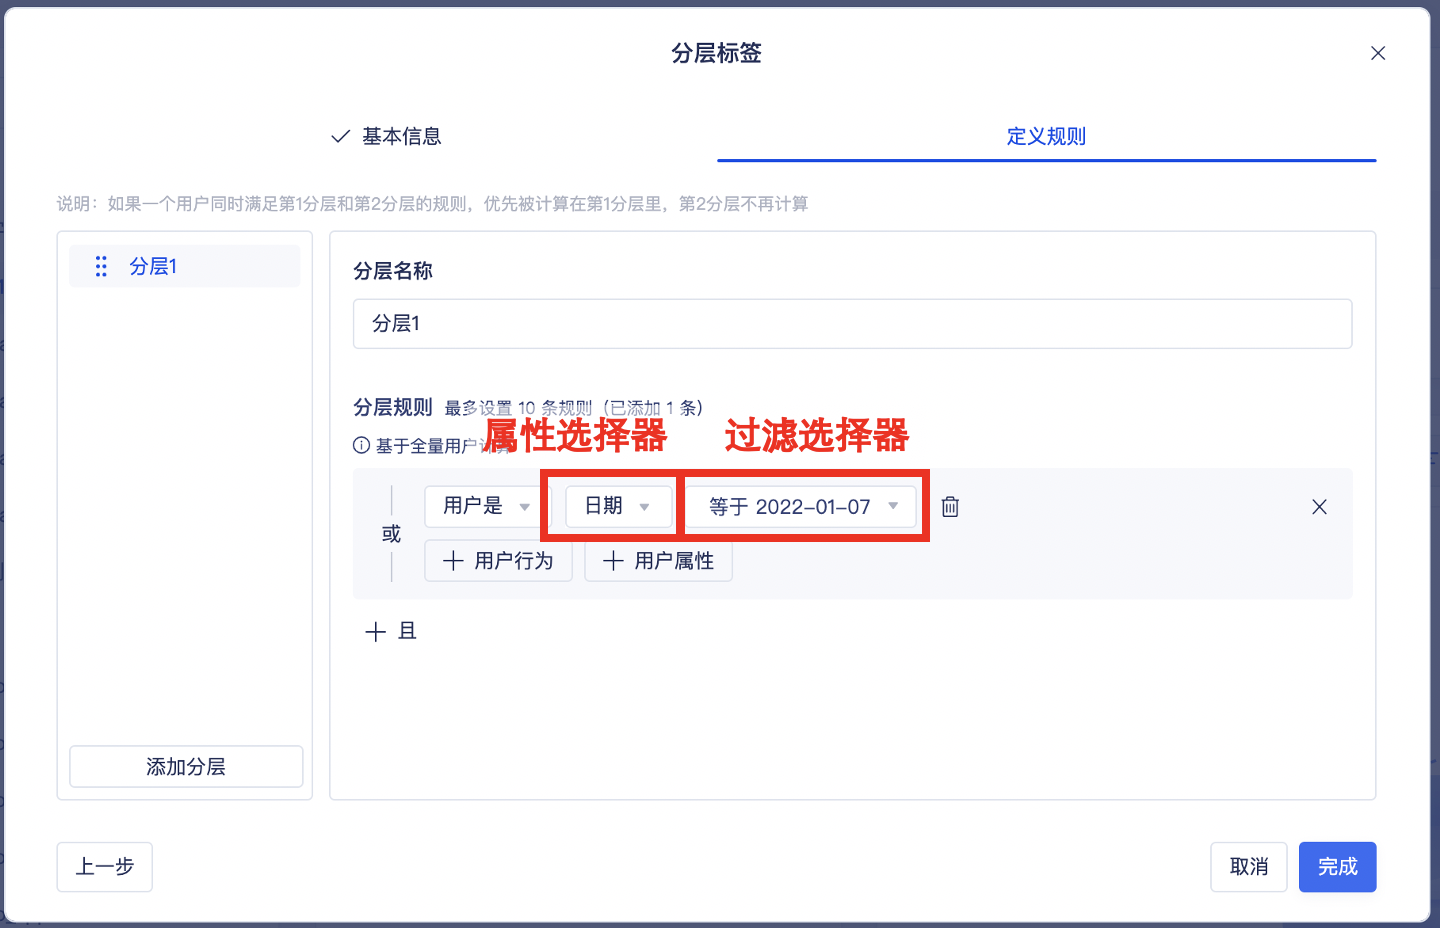 分层标签
基本信息
定义规则
说明：如果一个用户同时满足第1分层和第2分层的规则，优先被计算在第1分层里，第2分层不再计算
分层1
分层名称
分层1
分层规则 最多设置 10 条规则（已添加 1 条）
基于全量用户计算
属性选择器 过滤选择器
或
用户是 日期 等于 2022-01-07
+ 用户行为 + 用户属性
+ 且
添加分层
上一步
取消 完成